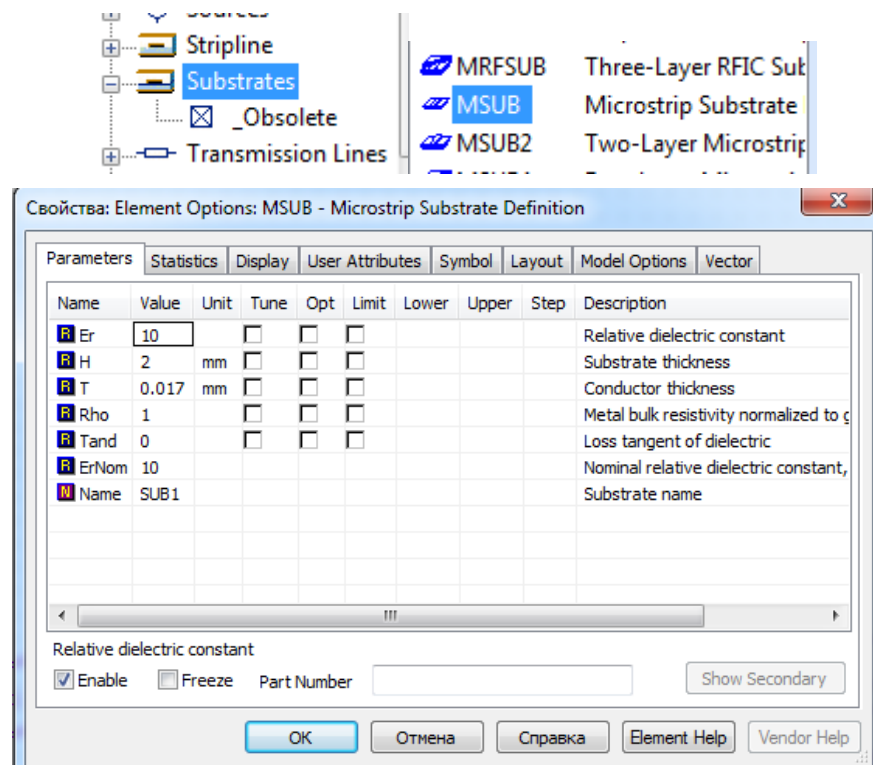 Sources
Stripline
Substrates
_Obsolete
Transmission Lines
MRFSUB Three-Layer RFIC Sub
MSUB Microstrip Substrate
MSUB2 Two-Layer Microstrip
Свойства: Element Options: MSUB - Microstrip Substrate Definition
Parameters Statistics Display User Attributes Symbol Layout Model Options Vector
Name Value Unit Tune Opt Limit Lower Upper Step Description
R Er 10 Relative dielectric constant
R H 2 mm Substrate thickness
R T 0.017 mm Conductor thickness
R Rho 1 Metal bulk resistivity normalized to g
R Tand 0 Loss tangent of dielectric
R ErNom 10 Nominal relative dielectric constant,
N Name SUB1 Substrate name
Relative dielectric constant
Enable Freeze Part Number Show Secondary
OK Отмена Справка Element Help Vendor Help